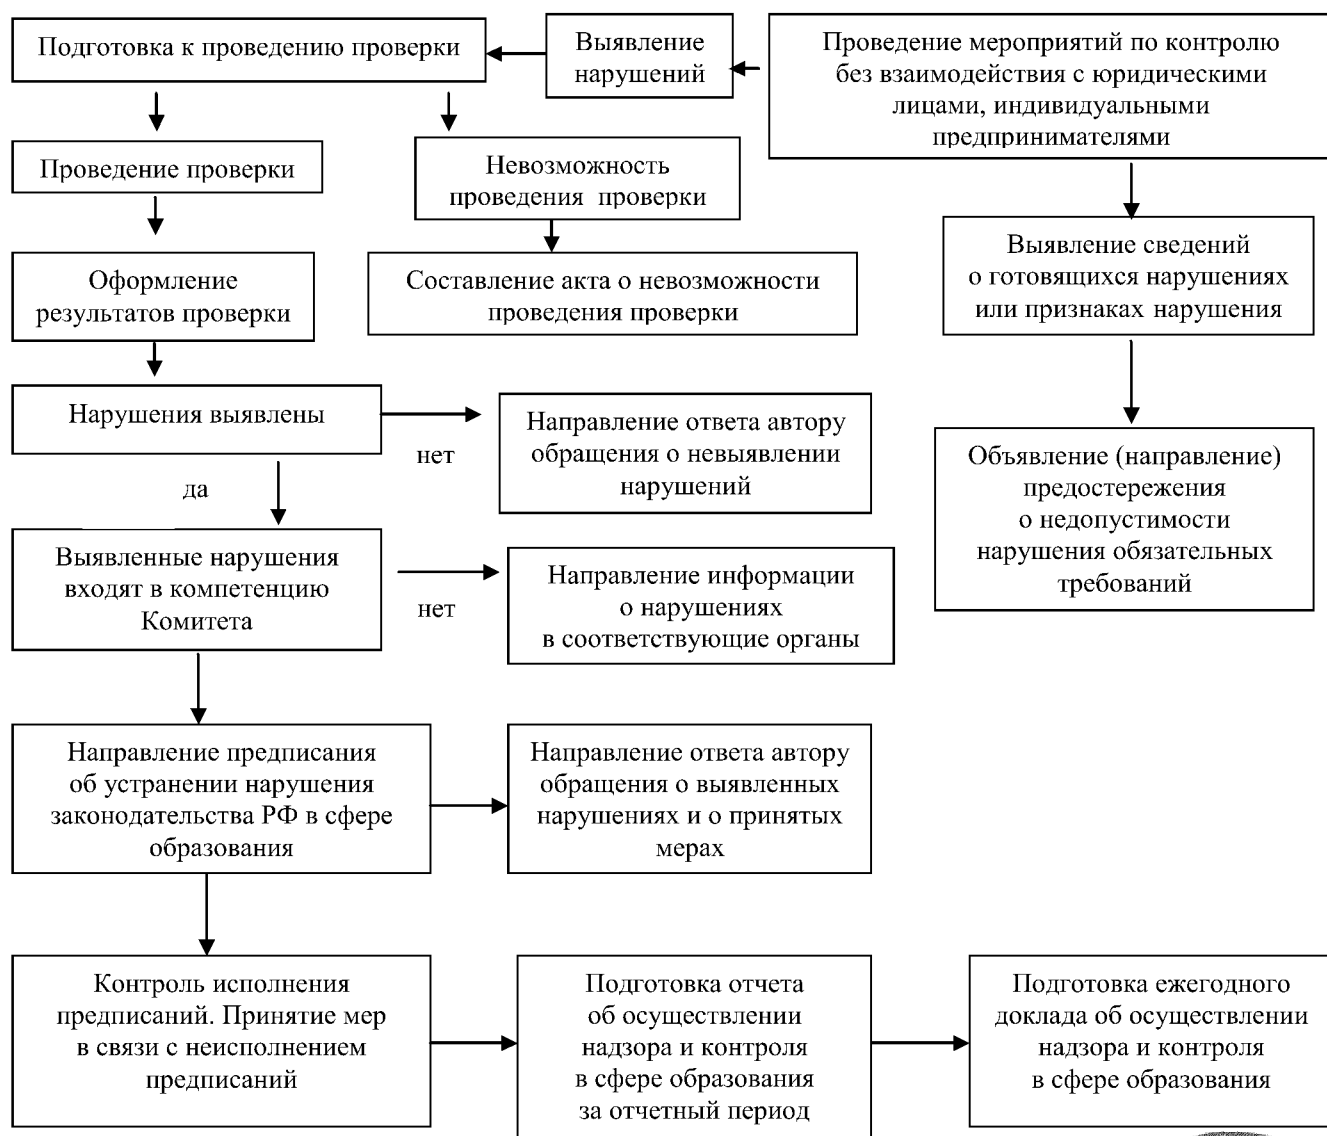 Подготовка к проведению проверки
Выявление
нарушений
Проведение мероприятий по контролю
без взаимодействия с юридическими
лицами, индивидуальными
предпринимателями
Проведение проверки
Невозможность
проведения проверки
Выявление сведений
о готовящихся нарушениях
или признаках нарушения
Оформление
результатов проверки
Составление акта о невозможности
проведения проверки
Нарушения выявлены
нет
Направление ответа автору
обращения о невыявлении
нарушений
Объявление (направление)
предостережения
о недопустимости
нарушения обязательных
требований
да
Выявленные нарушения
входят в компетенцию
Комитета
нет
Направление информации
о нарушениях
в соответствующие органы
Направление предписания
об устранении нарушения
законодательства РФ в сфере
образования
Направление ответа автору
обращения о выявленных
нарушениях и о принятых
мерах
Контроль исполнения
предписаний. Принятие мер
в связи с неисполнением
предписаний
Подготовка отчета
об осуществлении
надзора и контроля
в сфере образования
за отчетный период
Подготовка ежегодного
доклада об осуществлении
надзора и контроля
в сфере образования